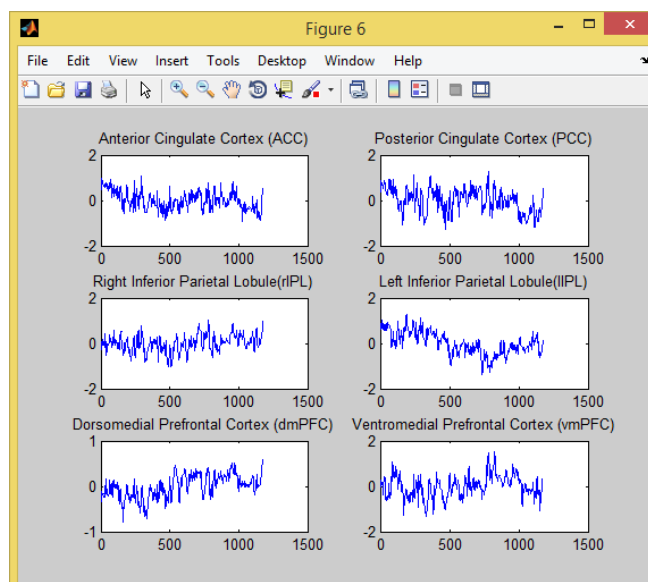 Figure 6
File Edit View Insert Tools Desktop Window Help
Anterior Cingulate Cortex (ACC)
2
0
-2
0 500 1000 1500
Posterior Cingulate Cortex (PCC)
2
0
-2
0 500 1000 1500
Right Inferior Parietal Lobule(rIPL)
2
0
-2
0 500 1000 1500
Left Inferior Parietal Lobule(lIPL)
2
0
-2
0 500 1000 1500
Dorsomedial Prefrontal Cortex (dmPFC)
1
0
-1
0 500 1000 1500
Ventromedial Prefrontal Cortex (vmPFC)
2
0
-2
0 500 1000 1500